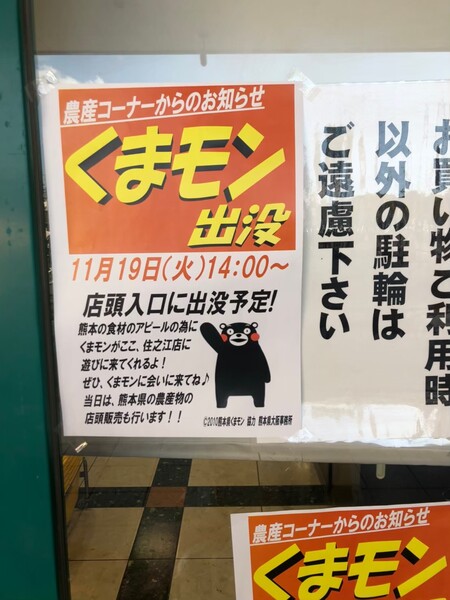 農産コーナーからのお知らせ
くまモン
出没
11月19日(火)14:00～
店頭入口に出没予定!
熊本の食材のアピールの為に
くまモンがここ、住之江店に
遊びに来てくれるよ!
ぜひ、くまモンに会いに来てね♪
当日は、熊本県の農産物の
店頭販売も行います!!
©2010熊本県くまモン 協力 熊本県大阪事務所
お買い物ご利用時
以外の駐輪は
ご遠慮下さい
農産コーナーからのお知らせ
くまモン